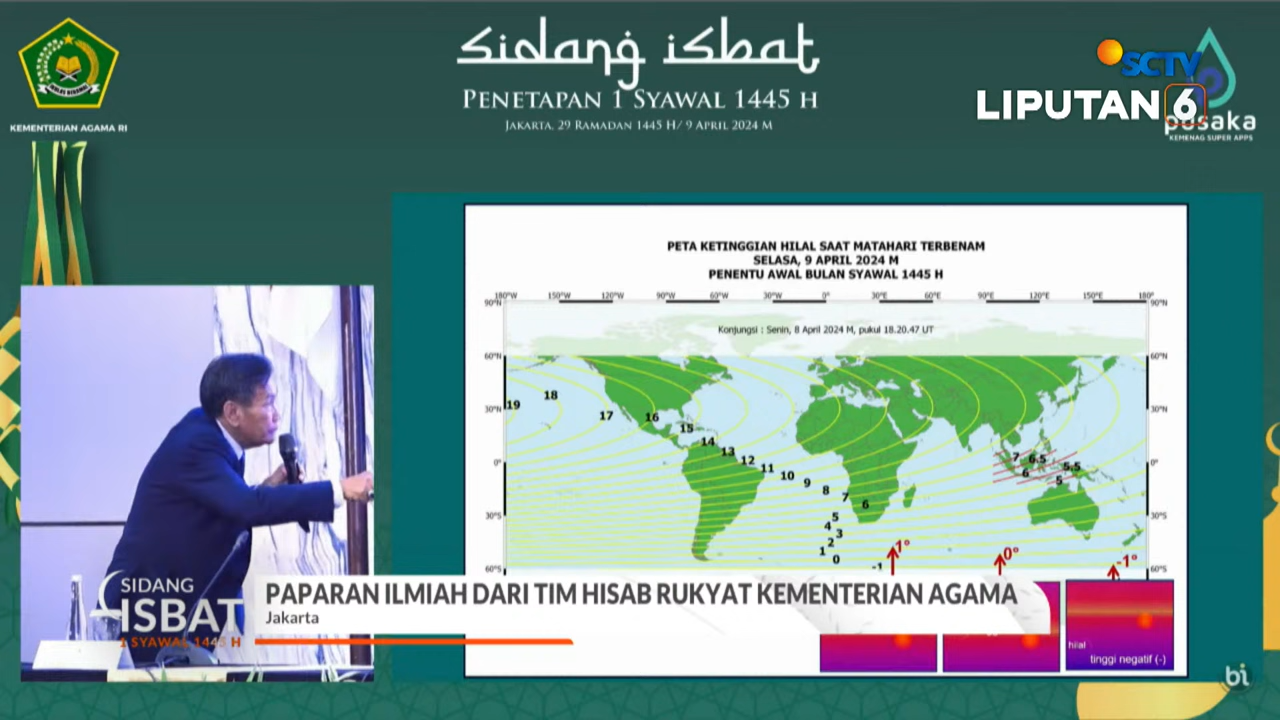 sidang isbat
PENETAPAN 1 SYAWAL 1445 H
JAKARTA, 29 RAMADAN 1445 H/ 9 APRIL 2024 M
KEMENTERIAN AGAMA RI
SCTV
LIPUTAN 6
pusaka
KEMENAG SUPER APPS
PETA KETINGGIAN HILAL SAAT MATAHARI TERBENAM
SELASA, 9 APRIL 2024 M
PENENTU AWAL BULAN SYAWAL 1445 H
180°W 150°W 120°W 90°W 60°W 30°W 0° 30°E 60°E 90°E 120°E 150°E 180°
90°N 90°N
Konjungsi : Senin, 8 April 2024 M, pukul 18.20.47 UT
60°N 60°N
30°N 30°N
19 18 17 16 15 14 13 12 11 10 9 8 7 6 5 4 3 2 1 0 -1
7 6.5 6 5.5 5
0° 0°
30°S 30°S
60°S 60°S
1° 0° -1°
SIDANG
ISBAT
1 SYAWAL 1445 H
PAPARAN ILMIAH DARI TIM HISAB RUKYAT KEMENTERIAN AGAMA
Jakarta
hilal
tinggi negatif (-)
bi